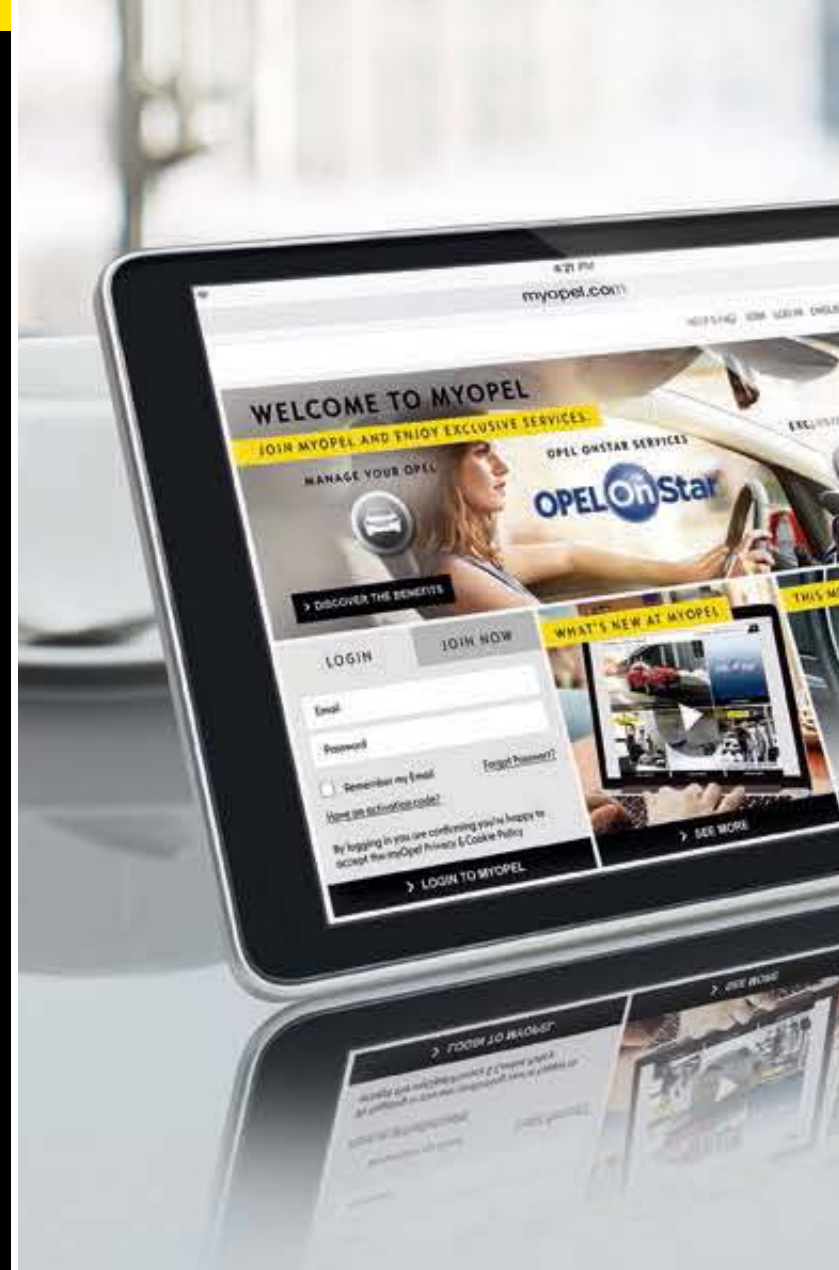 4:21 PM
myopel.com
JOIN LOGIN
WELCOME TO MYOPEL
JOIN MYOPEL AND ENJOY EXCLUSIVE SERVICES.
MANAGE YOUR OPEL
OPEL ONSTAR SERVICES
OPEL OnStar
> DISCOVER THE BENEFITS
LOGIN
JOIN NOW
WHAT'S NEW AT MYOPEL
THIS
Email
Password
Remember my Email
Forgot Password?
Have an activation code?
By logging in you are confirming you're happy to
accept the myOpel Privacy & Cookie Policy
> LOGIN TO MYOPEL
> SEE MORE